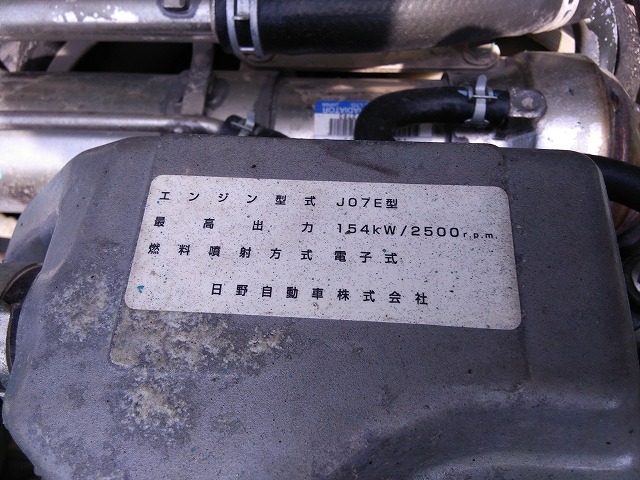 RADIATOR
エンジン型式 J07E型
最高出力 154kW/2500r.p.m.
燃料噴射方式 電子式
日野自動車株式会社